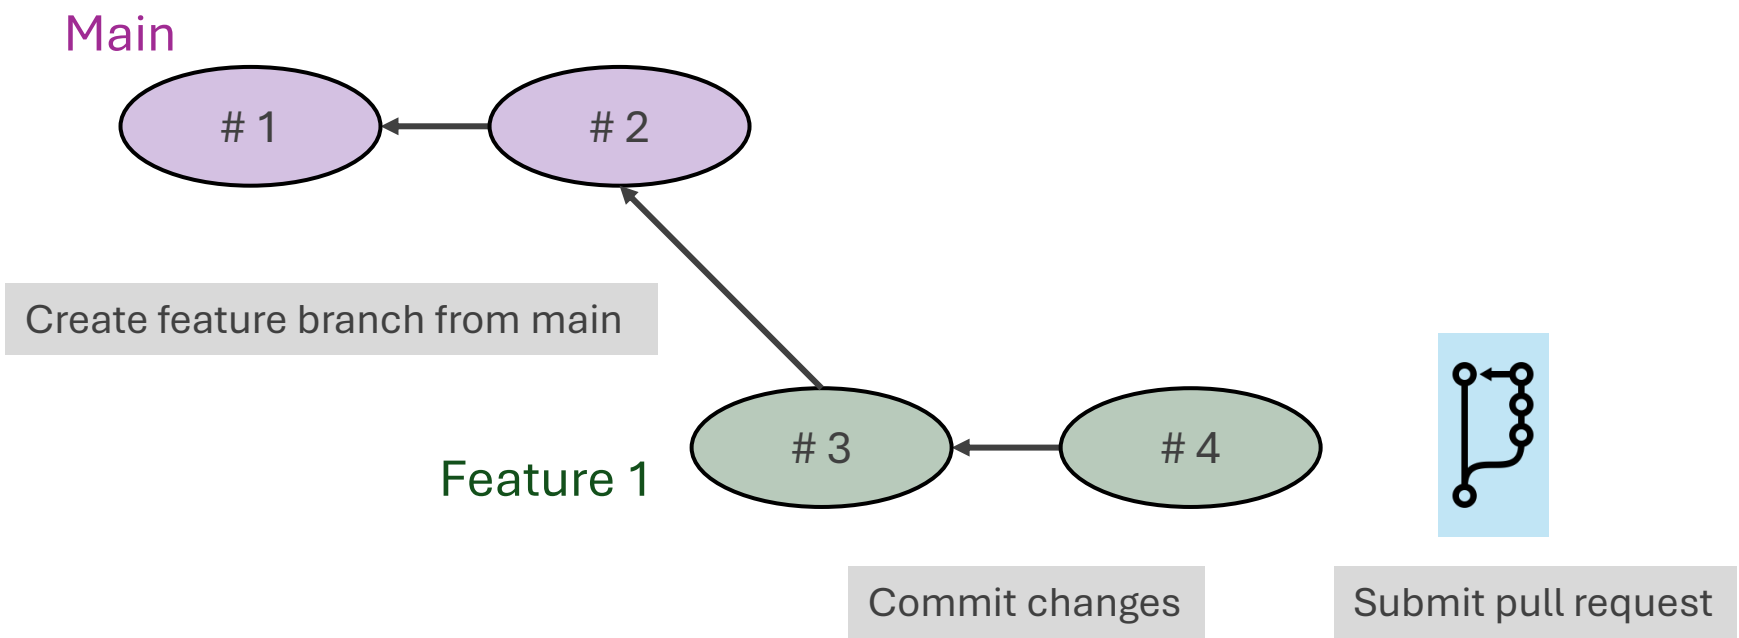 Main
# 1
# 2
Create feature branch from main
# 3
# 4
Feature 1
Commit changes
Submit pull request